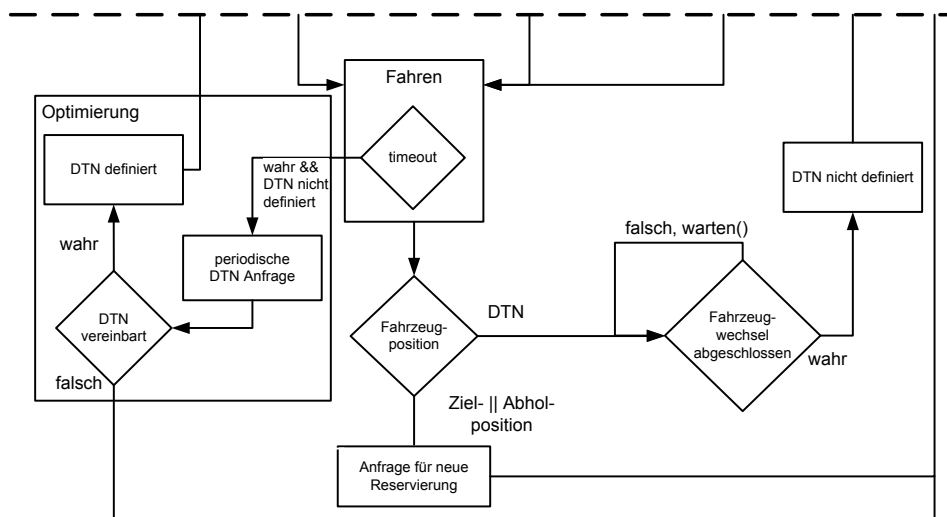 Fahren
Optimierung
timeout
DTN definiert
wahr &&
DTN nicht
definiert
DTN nicht definiert
falsch, warten()
wahr
periodische
DTN Anfrage
DTN
vereinbart
Fahrzeug-
position
DTN
Fahrzeug-
wechsel
abgeschlossen
wahr
falsch
Ziel- || Abhol-
position
Anfrage für neue
Reservierung